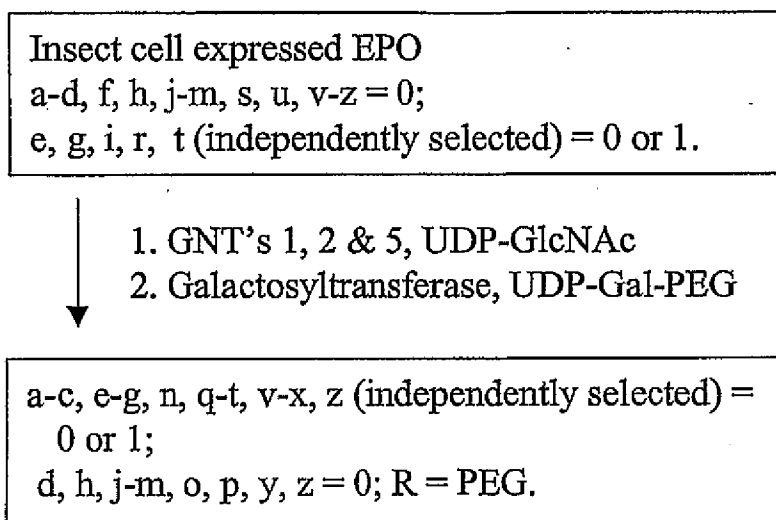 Insect cell expressed EPO
a-d, f, h, j-m, s, u, v-z = 0;
e, g, i, r, t (independently selected) = 0 or 1.
1. GNT's 1, 2 & 5, UDP-GlcNAc
2. Galactosyltransferase, UDP-Gal-PEG
a-c, e-g, n, q-t, v-x, z (independently selected) =
0 or 1;
d, h, j-m, o, p, y, z = 0; R = PEG.